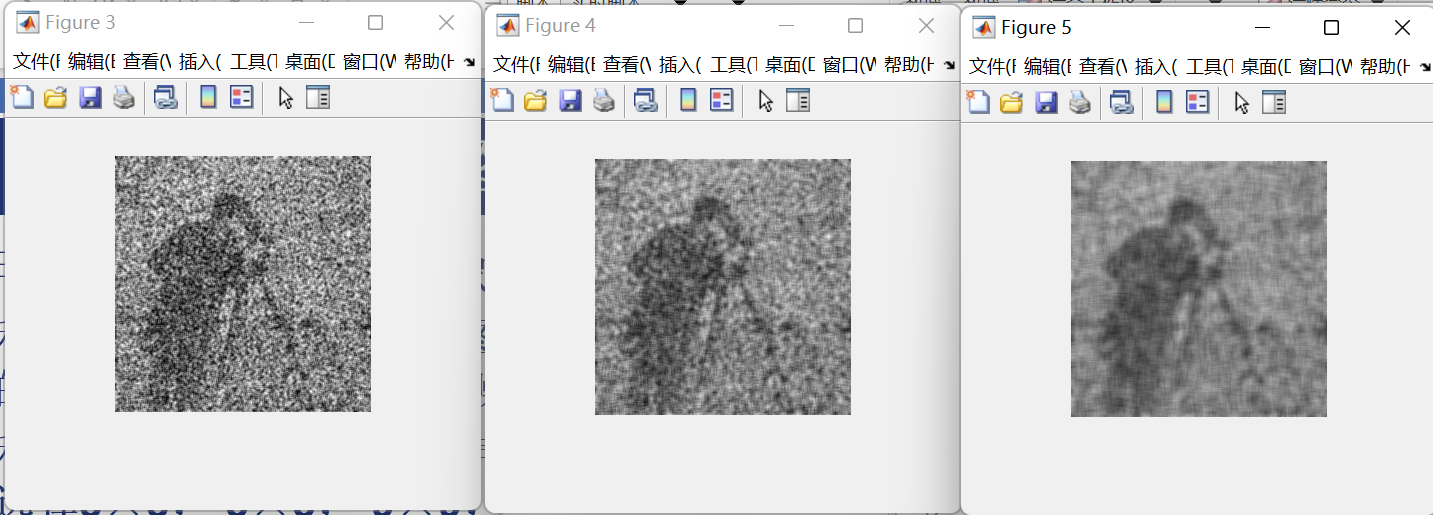 Figure 3
文件(F 编辑(E 查看(V 插入( 工具(T 桌面(D 窗口(W 帮助(H
Figure 4
文件(F 编辑(E 查看(V 插入( 工具(T 桌面(D 窗口(W 帮助(H
Figure 5
文件(F 编辑(E 查看(V 插入( 工具(T 桌面(D 窗口(W 帮助(H